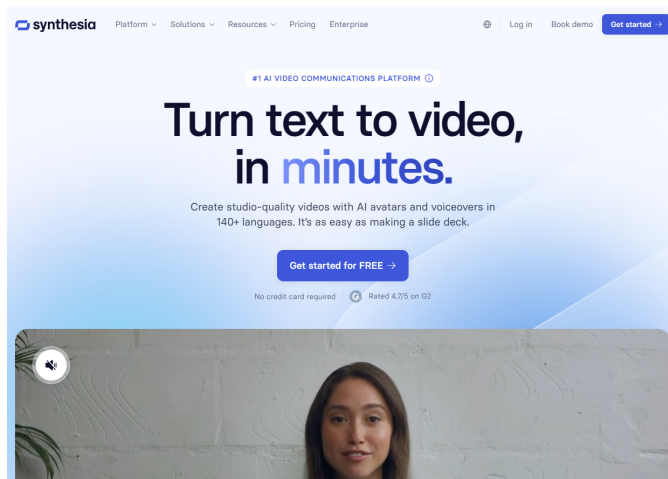 synthesia
Platform
Solutions
Resources
Pricing
Enterprise
Log in
Book demo
Get started →
#1 AI VIDEO COMMUNICATIONS PLATFORM
Turn text to video,
in minutes.
Create studio-quality videos with AI avatars and voiceovers in
140+ languages. It's as easy as making a slide deck.
Get started for FREE →
No credit card required
Rated 4.7/5 on G2